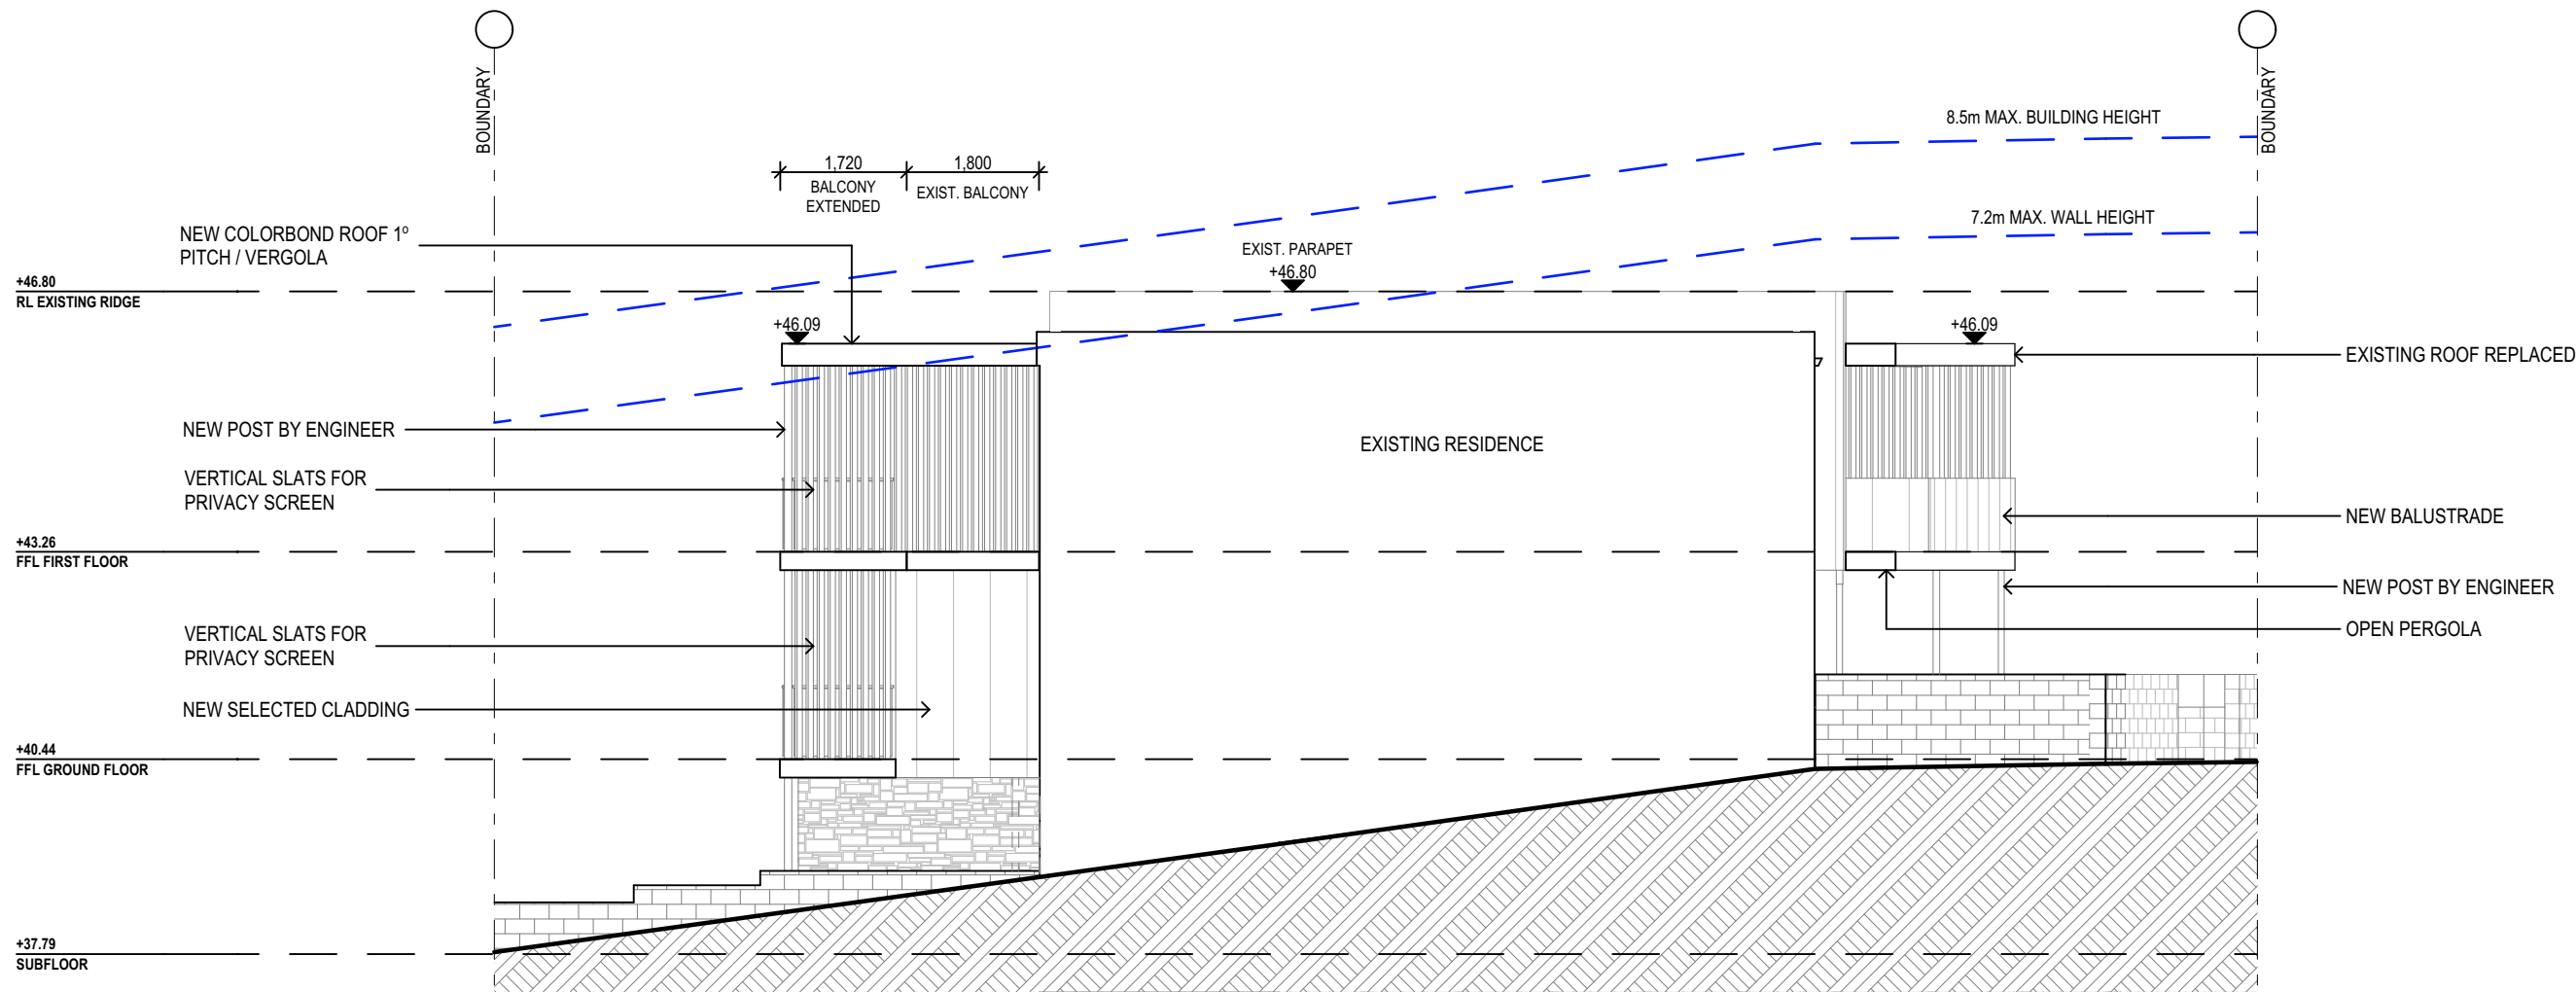 BOUNDARY
BOUNDARY
8.5m MAX. BUILDING HEIGHT
1,720
1,800
BALCONY
EXTENDED
EXIST. BALCONY
7.2m MAX. WALL HEIGHT
NEW COLORBOND ROOF 1º
PITCH / VERGOLA
EXIST. PARAPET
+46.80
+46.80
RL EXISTING RIDGE
+46.09
+46.09
EXISTING ROOF REPLACED
NEW POST BY ENGINEER
EXISTING RESIDENCE
VERTICAL SLATS FOR
PRIVACY SCREEN
NEW BALUSTRADE
+43.26
FFL FIRST FLOOR
NEW POST BY ENGINEER
OPEN PERGOLA
VERTICAL SLATS FOR
PRIVACY SCREEN
NEW SELECTED CLADDING
+40.44
FFL GROUND FLOOR
+37.79
SUBFLOOR